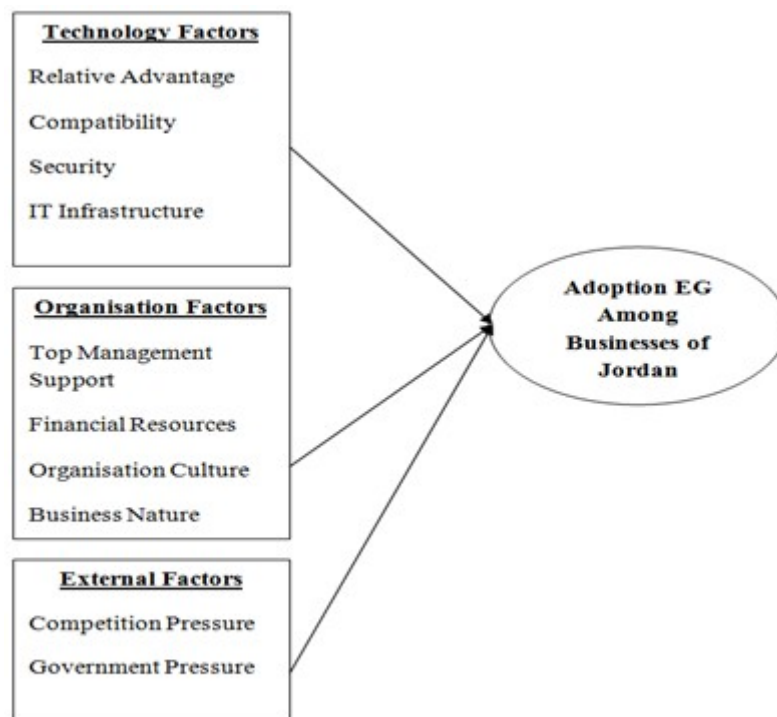 Technology Factors
Relative Advantage
Compatibility
Security
IT Infrastructure
Organisation Factors
Top Management
Support
Financial Resources
Organisation Culture
Business Nature
External Factors
Competition Pressure
Government Pressure
Adoption EG
Among
Businesses of
Jordan